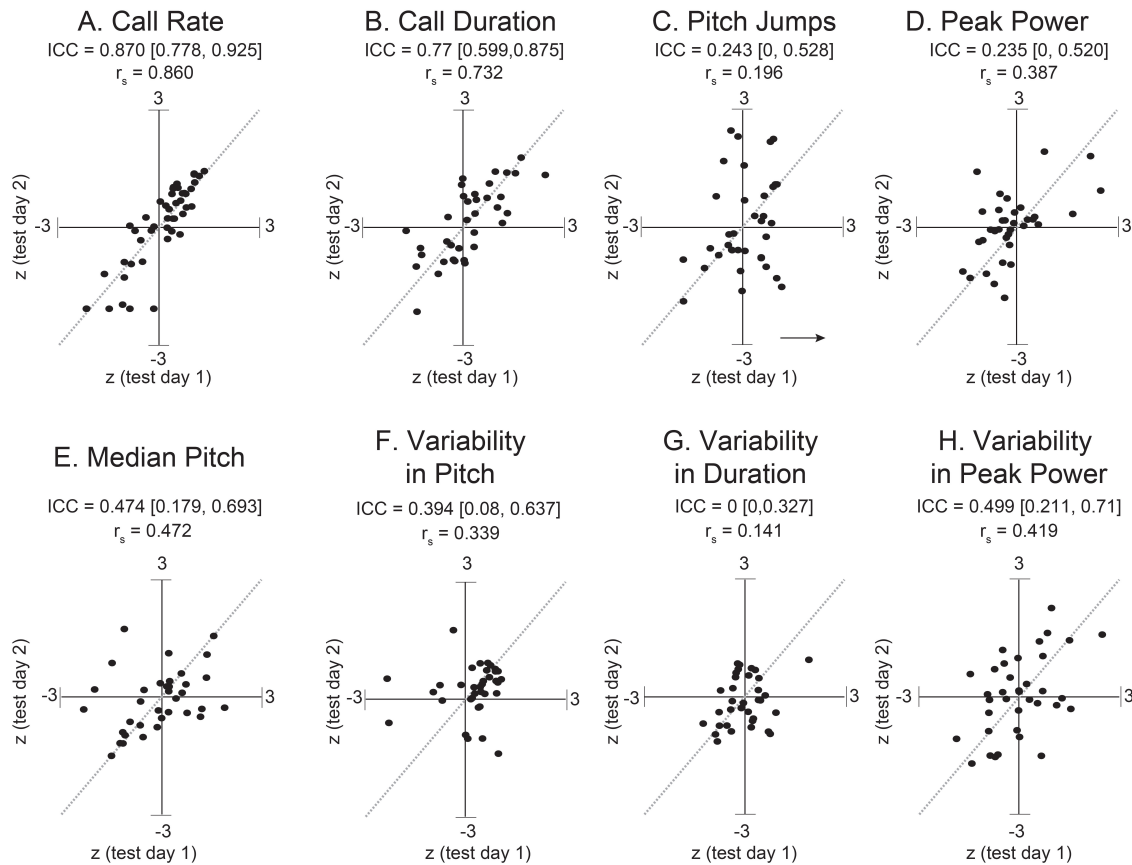 A. Call Rate
ICC = 0.870 [0.778, 0.925]
rs = 0.860
3
-3
3
-3
z (test day 2)
z (test day 1)
B. Call Duration
ICC = 0.77 [0.599,0.875]
rs = 0.732
3
-3
3
-3
z (test day 2)
z (test day 1)
C. Pitch Jumps
ICC = 0.243 [0, 0.528]
rs = 0.196
3
-3
3
-3
z (test day 2)
z (test day 1)
D. Peak Power
ICC = 0.235 [0, 0.520]
rs = 0.387
3
-3
3
-3
z (test day 2)
z (test day 1)
E. Median Pitch
ICC = 0.474 [0.179, 0.693]
rs = 0.472
3
-3
3
-3
z (test day 2)
z (test day 1)
F. Variability
in Pitch
ICC = 0.394 [0.08, 0.637]
rs = 0.339
3
-3
3
-3
z (test day 2)
z (test day 1)
G. Variability
in Duration
ICC = 0 [0,0.327]
rs = 0.141
3
-3
3
-3
z (test day 2)
z (test day 1)
H. Variability
in Peak Power
ICC = 0.499 [0.211, 0.71]
rs = 0.419
3
-3
3
-3
z (test day 2)
z (test day 1)